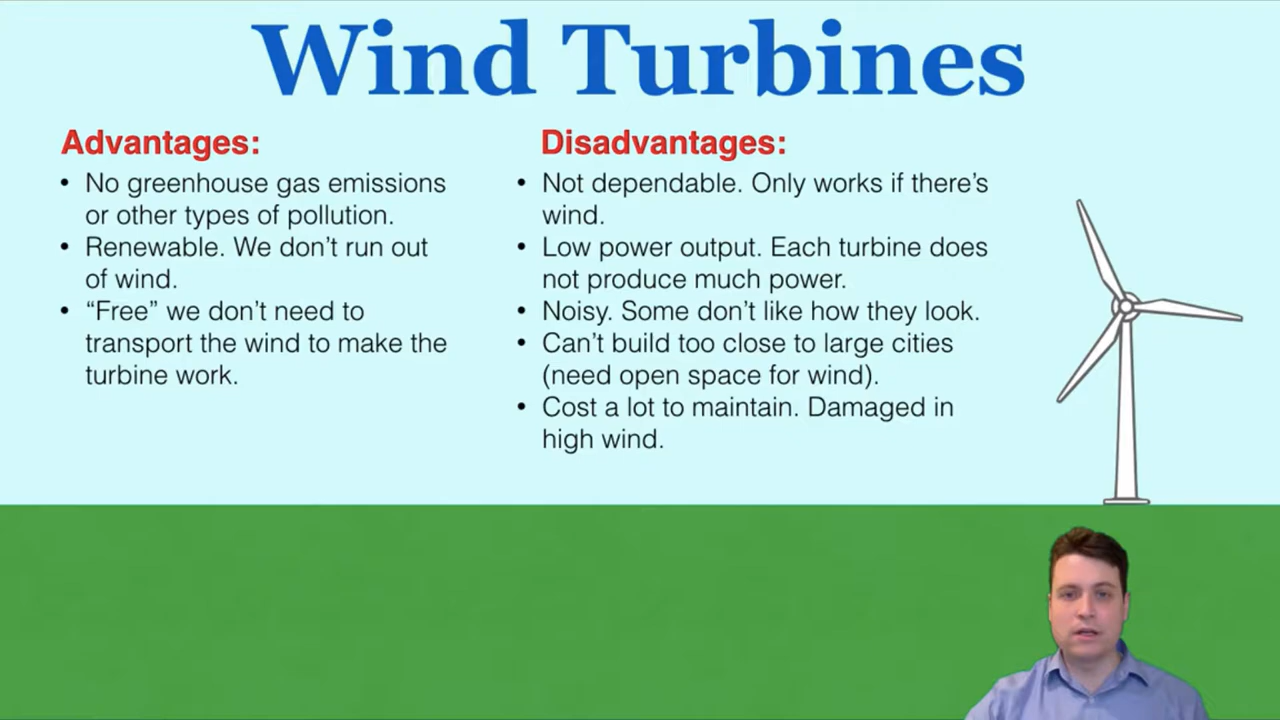 Wind Turbines
Advantages:
• No greenhouse gas emissions
or other types of pollution.
• Renewable. We don’t run out
of wind.
• “Free” we don’t need to
transport the wind to make the
turbine work.
Disadvantages:
• Not dependable. Only works if there’s
wind.
• Low power output. Each turbine does
not produce much power.
• Noisy. Some don’t like how they look.
• Can’t build too close to large cities
(need open space for wind).
• Cost a lot to maintain. Damaged in
high wind.